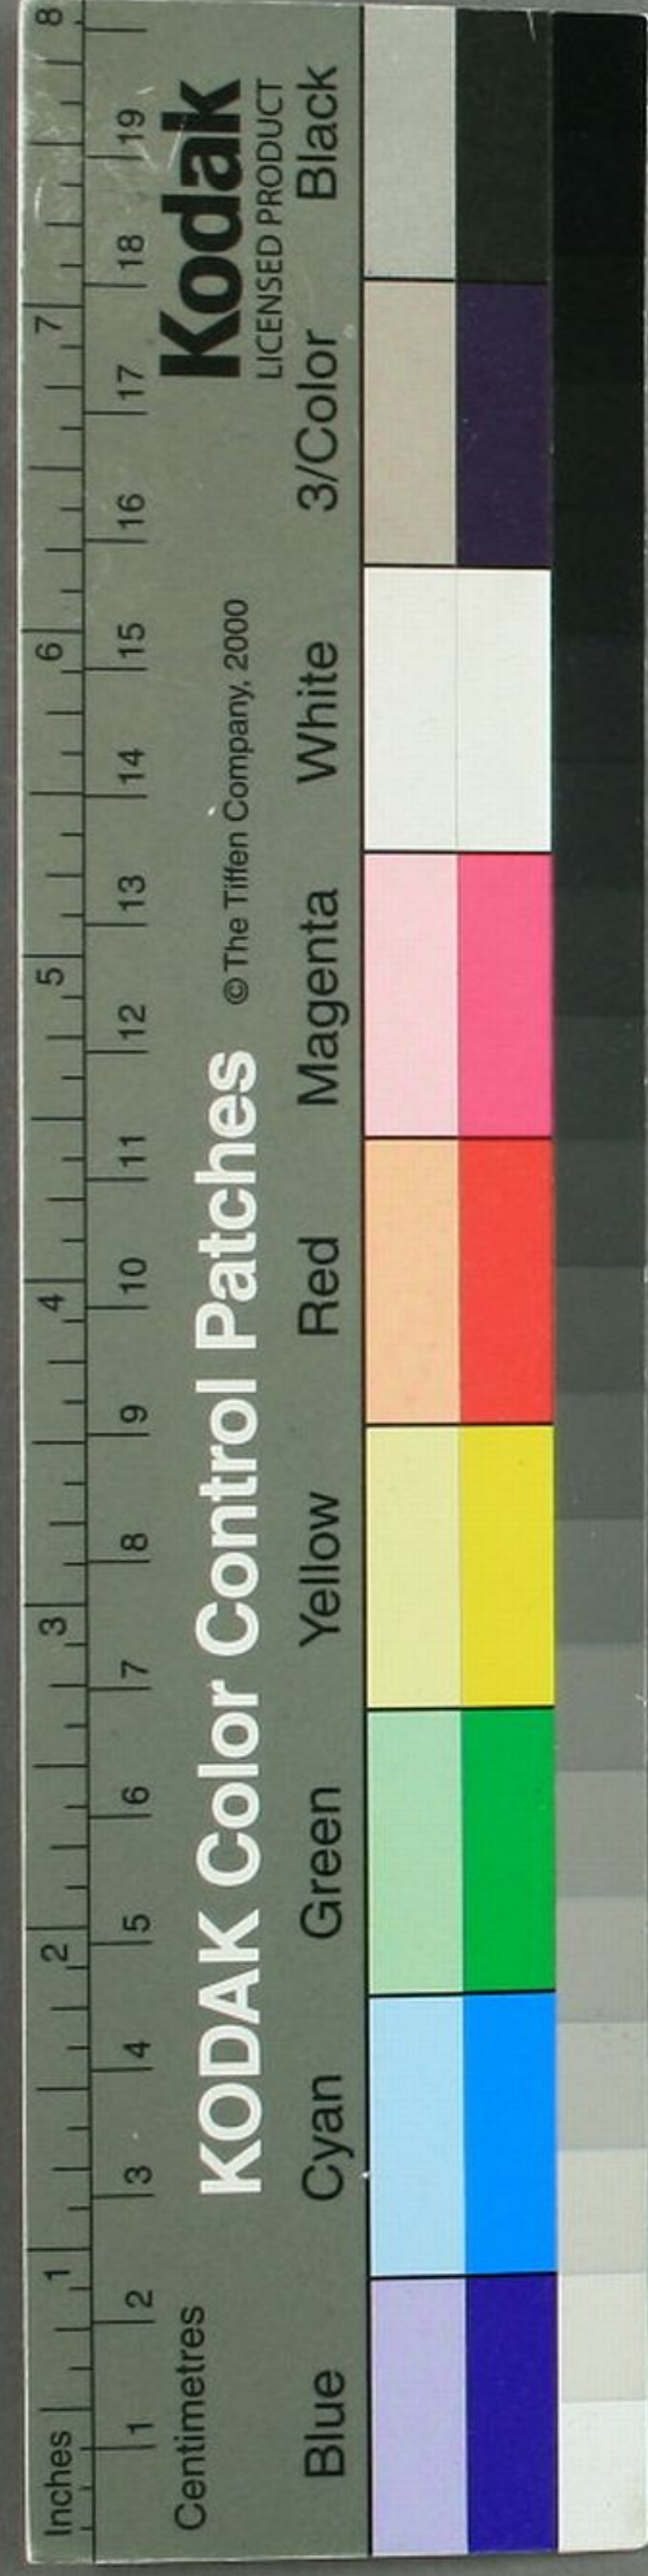 Inches 1 2 3 4 5 6 7 8
1 2 3 4 5 6 7 8 9 10 11 12 13 14 15 16 17 18 19
Centimetres
KODAK Color Control Patches © The Tiffen Company, 2000
Kodak
LICENSED PRODUCT
Blue Cyan Green Yellow Red Magenta White 3/Color Black